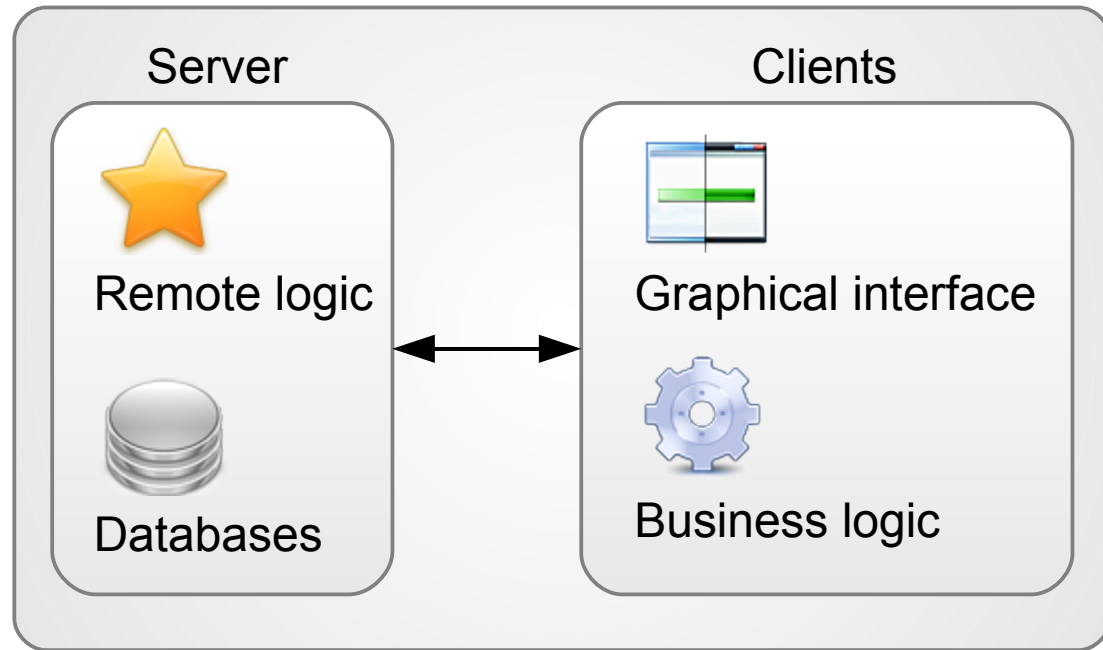 Server
Remote logic
Databases
Clients
Graphical interface
Business logic